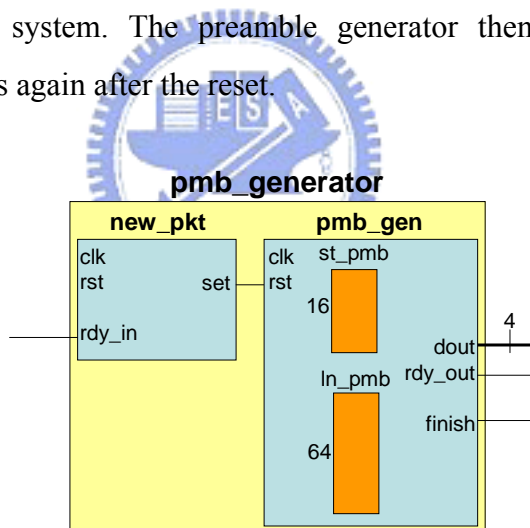 system. The preamble generator then
s again after the reset.
ES A
pmb_generator
new_pkt pmb_gen
clk clk st_pmb
rst set rst
16
rdy_in
4
dout
rdy_out
ln_pmb
finish
64